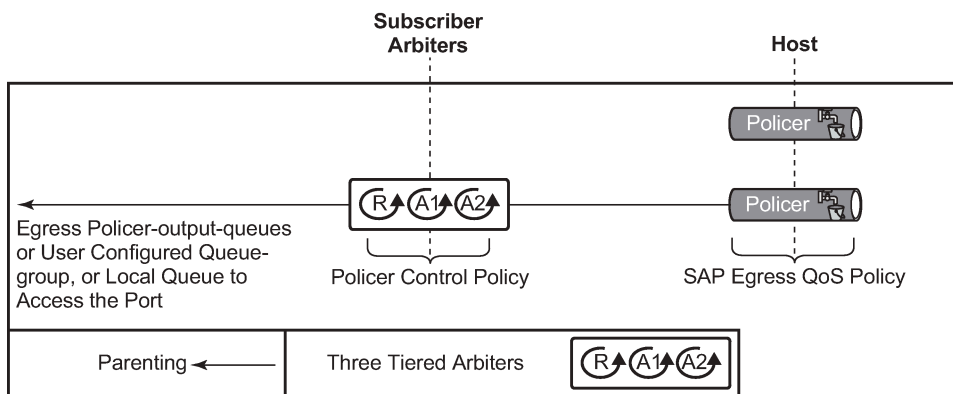 Subscriber
Arbiters
Host
Policer
R A1 A2
Policer
Egress Policer-output-queues
or User Configured Queue-
group, or Local Queue to
Access the Port
Policer Control Policy
SAP Egress QoS Policy
Parenting
Three Tiered Arbiters
R A1 A2